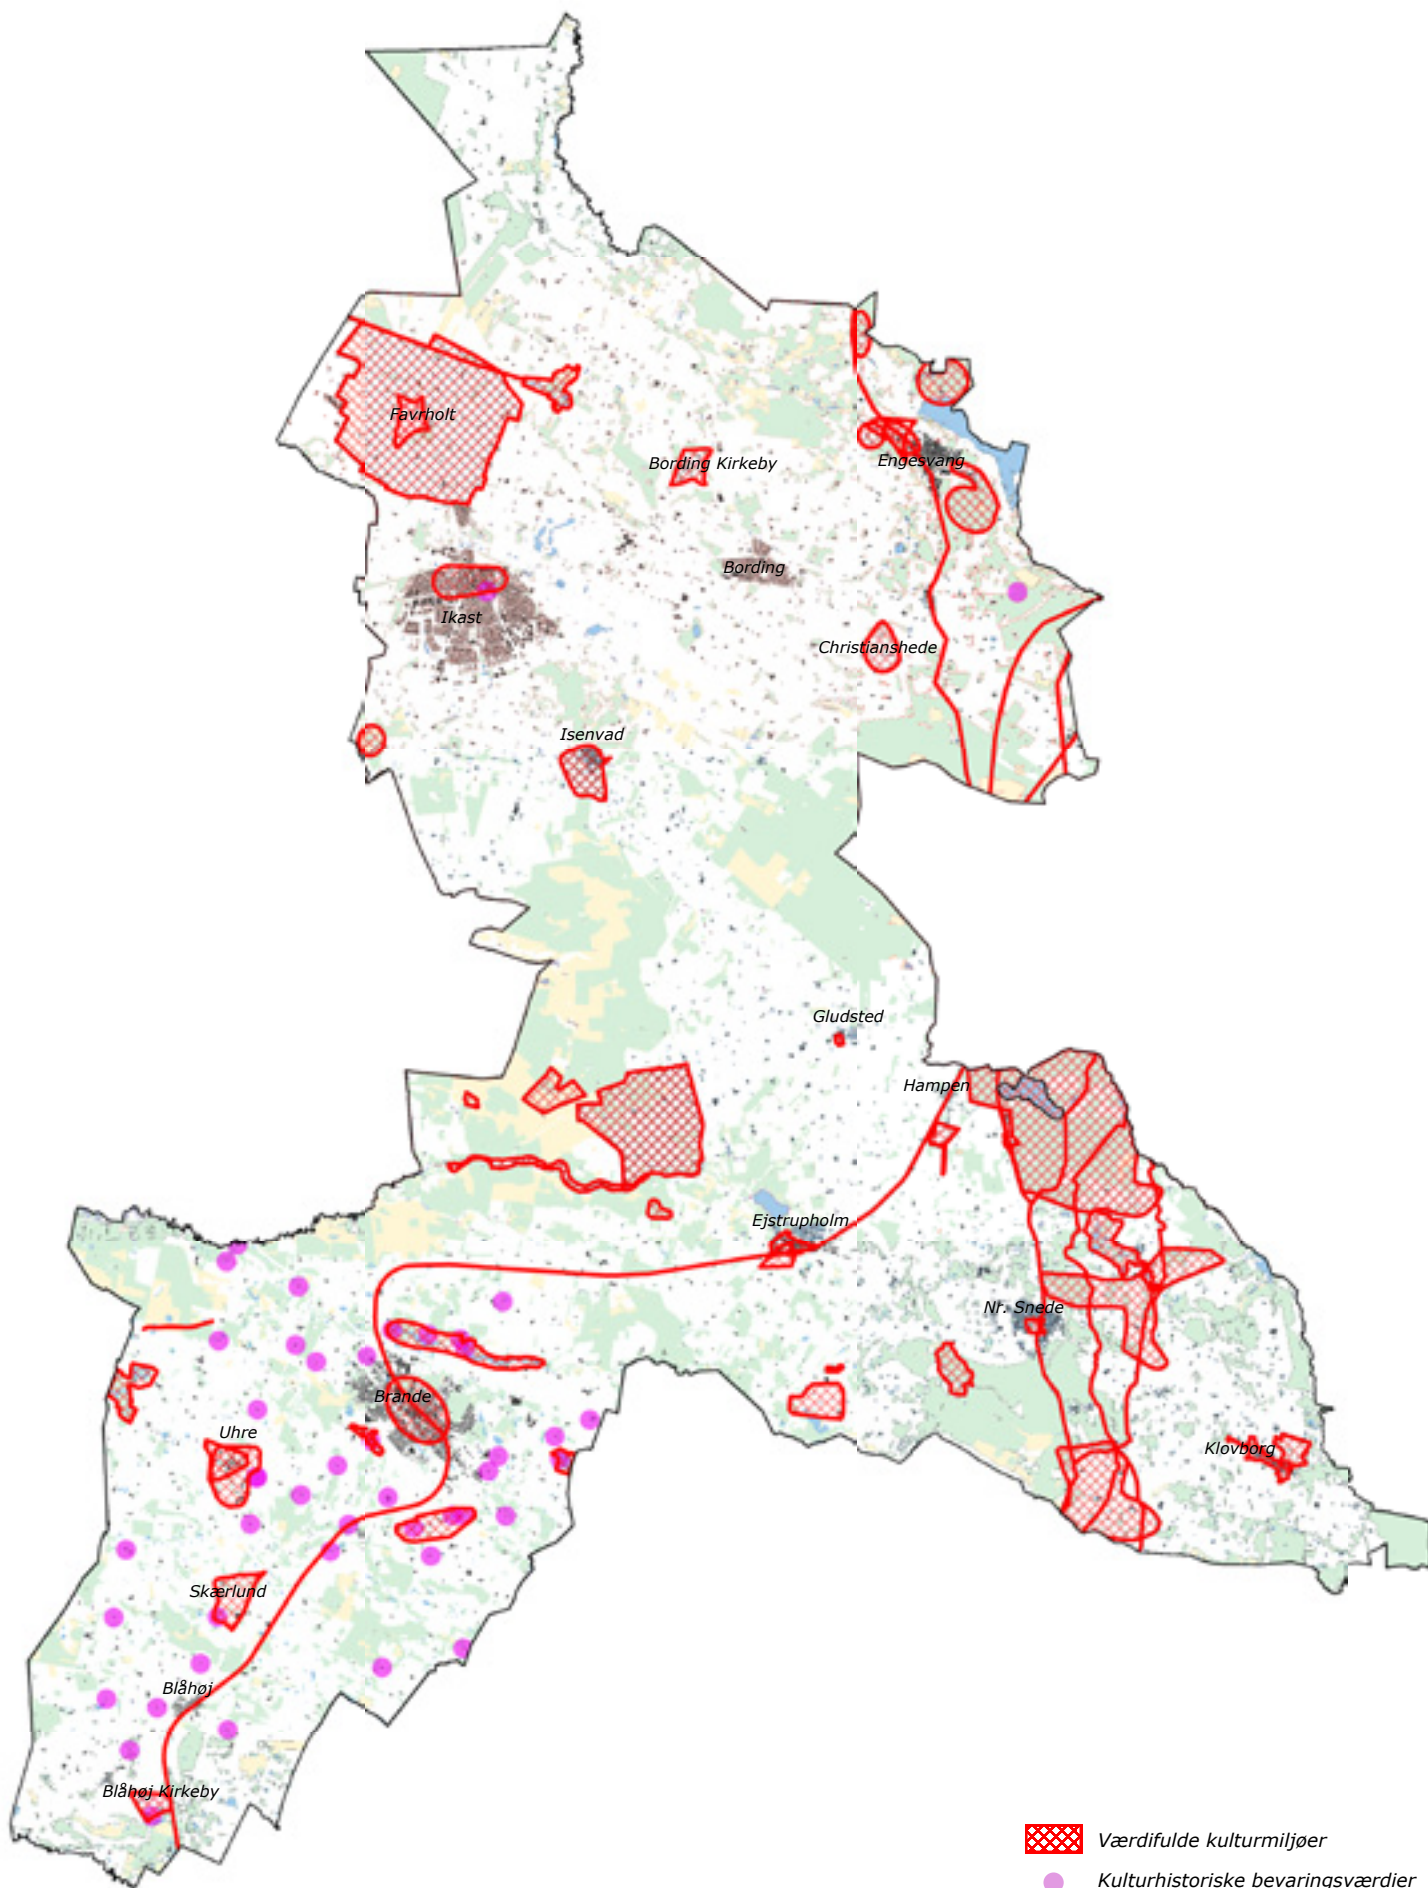 Favrholt
Bording Kirkeby
Engesvang
Bording
Ikast
Christianshede
Isenvad
Gludsted
Hampen
Ejstrupholm
Nr. Snede
Brande
Uhre
Klovborg
Skærlund
Blåhøj
Blåhøj Kirkeby
Værdifulde kulturmiljøer
Kulturhistoriske bevaringsværdier